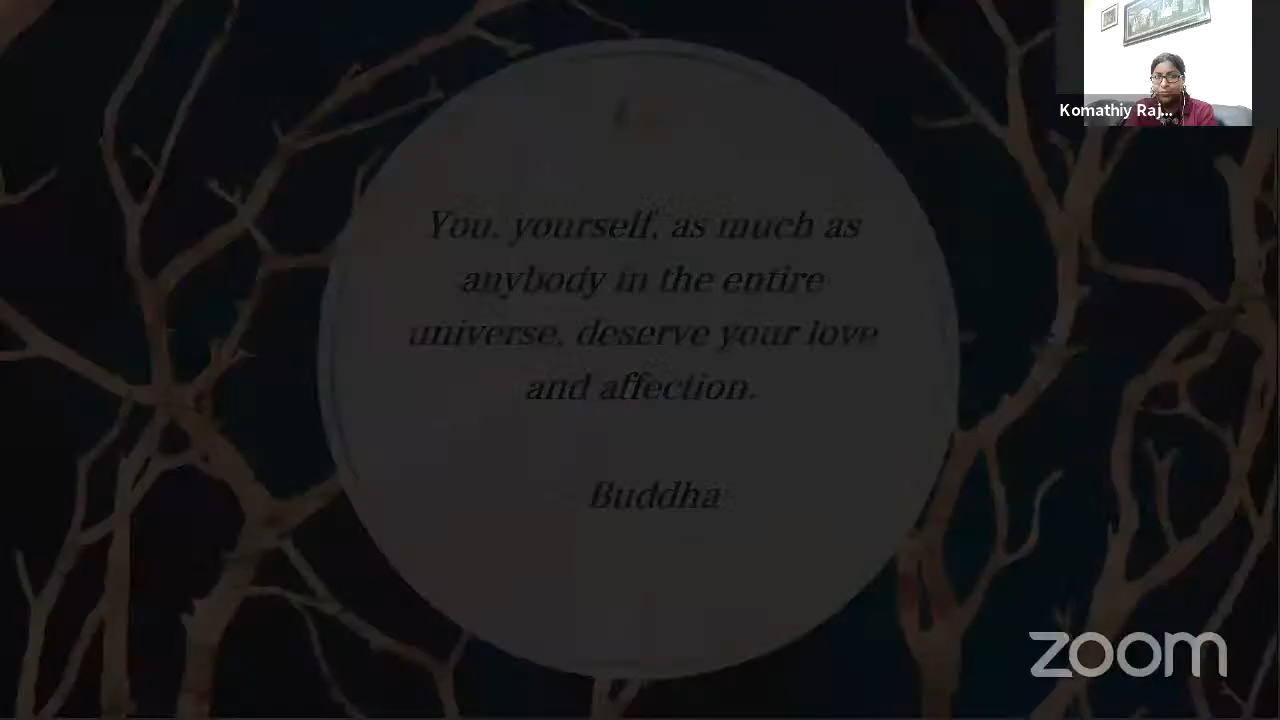 Komathiy Raj...
You, yourself, as much as
anybody in the entire
universe, deserve your love
and affection.
Buddha
zoom